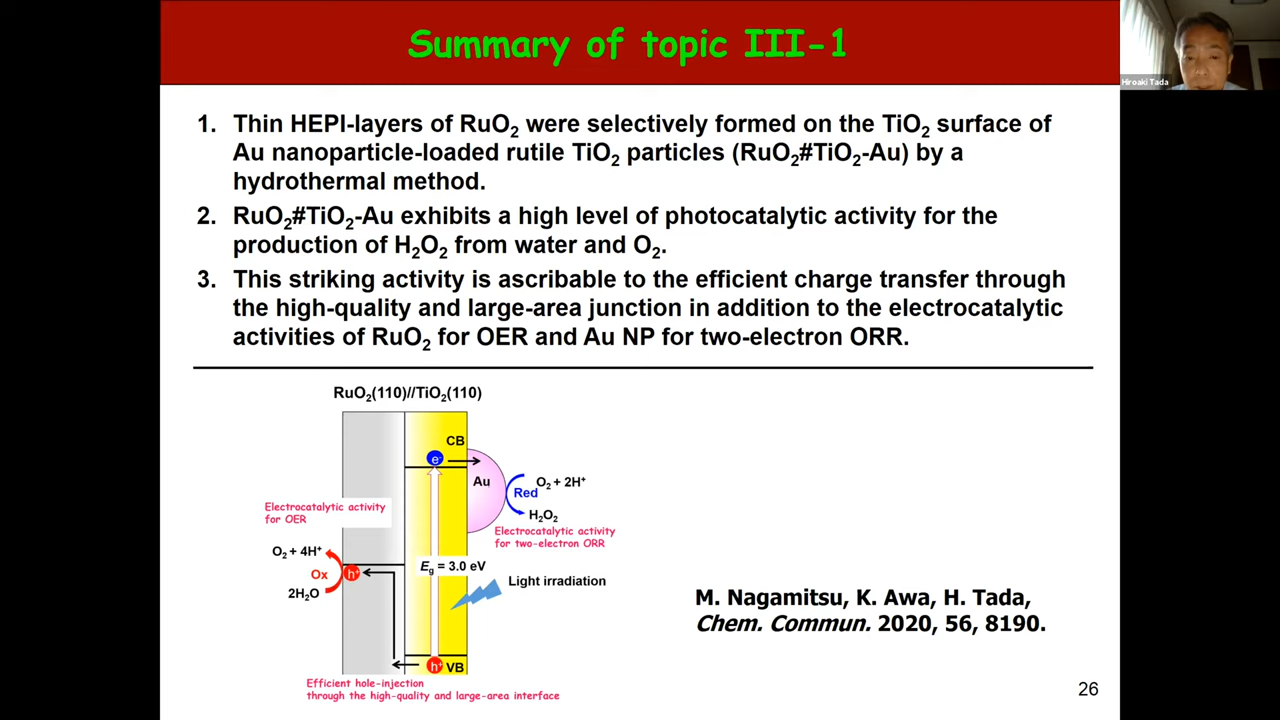 Summary of topic III-1
Hiroaki Tada
1. Thin HEPI-layers of RuO₂ were selectively formed on the TiO₂ surface of
Au nanoparticle-loaded rutile TiO₂ particles (RuO₂#TiO₂-Au) by a
hydrothermal method.
2. RuO₂#TiO₂-Au exhibits a high level of photocatalytic activity for the
production of H₂O₂ from water and O₂.
3. This striking activity is ascribable to the efficient charge transfer through
the high-quality and large-area junction in addition to the electrocatalytic
activities of RuO₂ for OER and Au NP for two-electron ORR.
RuO₂(110)//TiO₂(110)
CB
e⁻
Au
O₂ + 2H⁺
Red
H₂O₂
Electrocatalytic activity
for OER
Electrocatalytic activity
for two-electron ORR
O₂ + 4H⁺
Ox
h⁺
2H₂O
Eg = 3.0 eV
Light irradiation
h⁺ VB
Efficient hole-injection
through the high-quality and large-area interface
M. Nagamitsu, K. Awa, H. Tada,
Chem. Commun. 2020, 56, 8190.
26